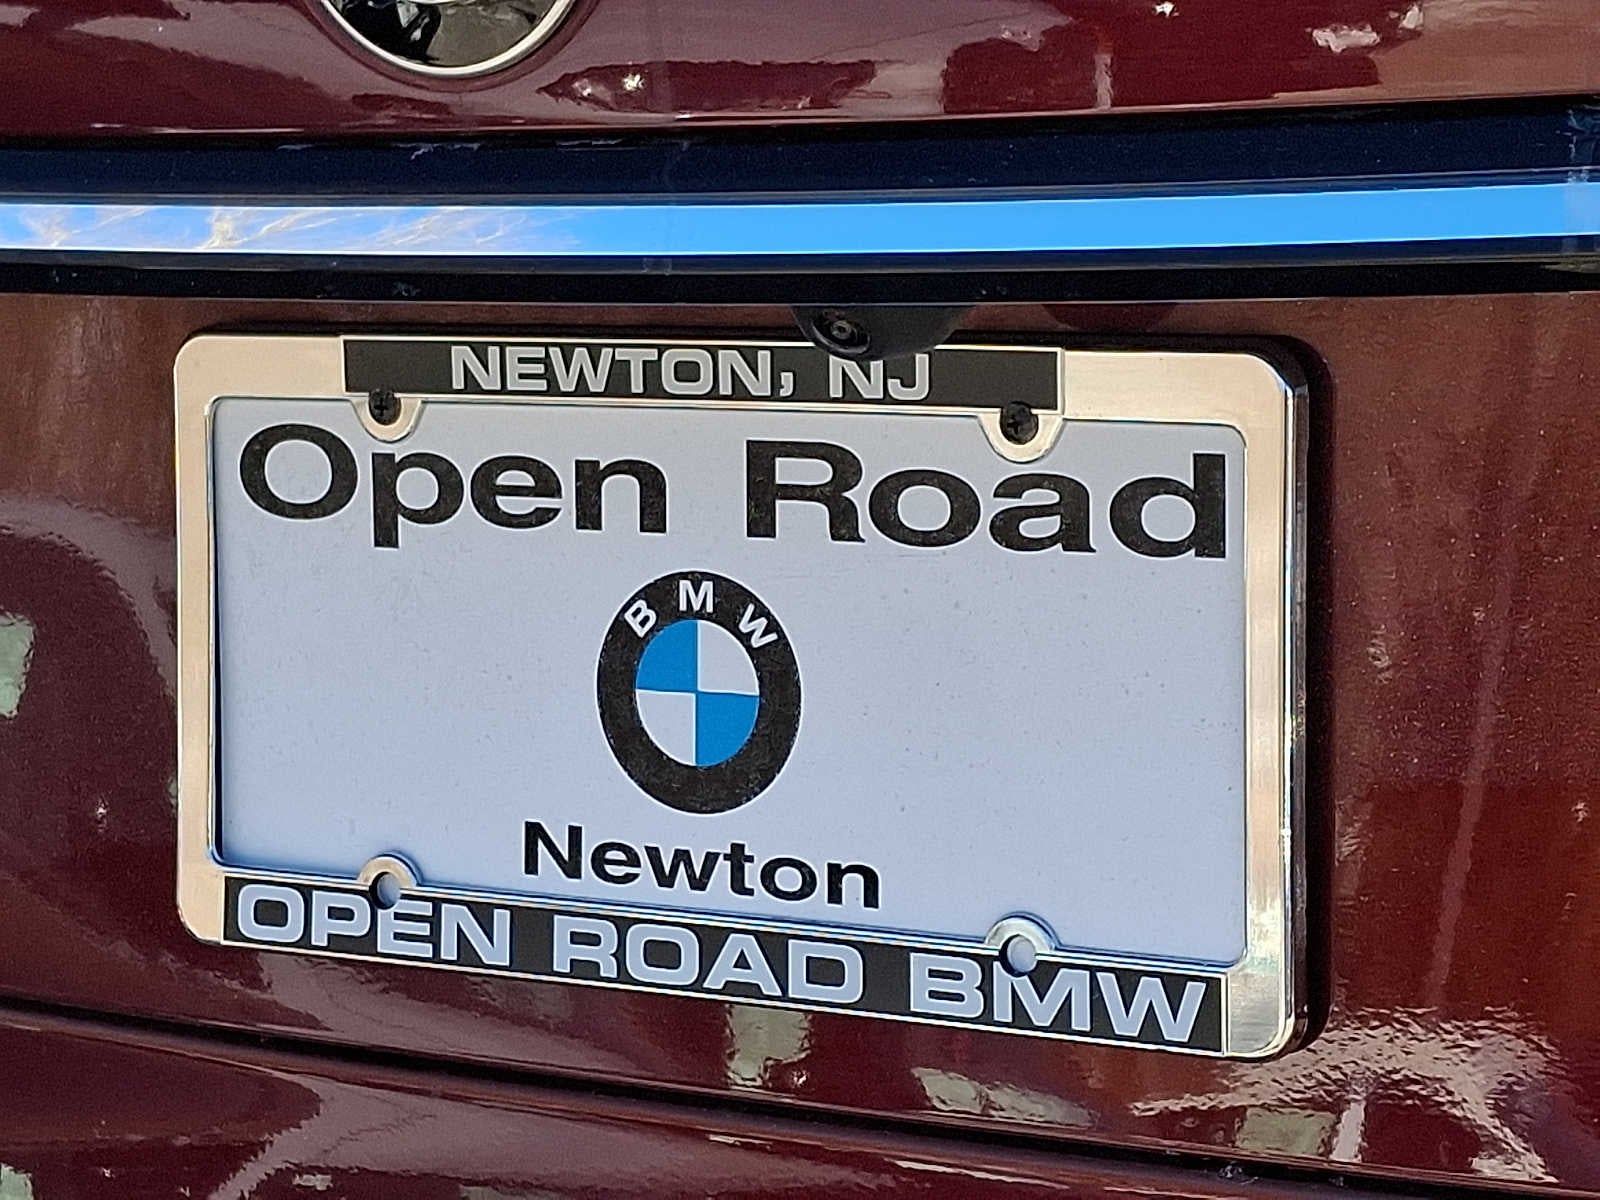 NEWTON, NJ
Open Road
BMW
Newton
OPEN ROAD BMW